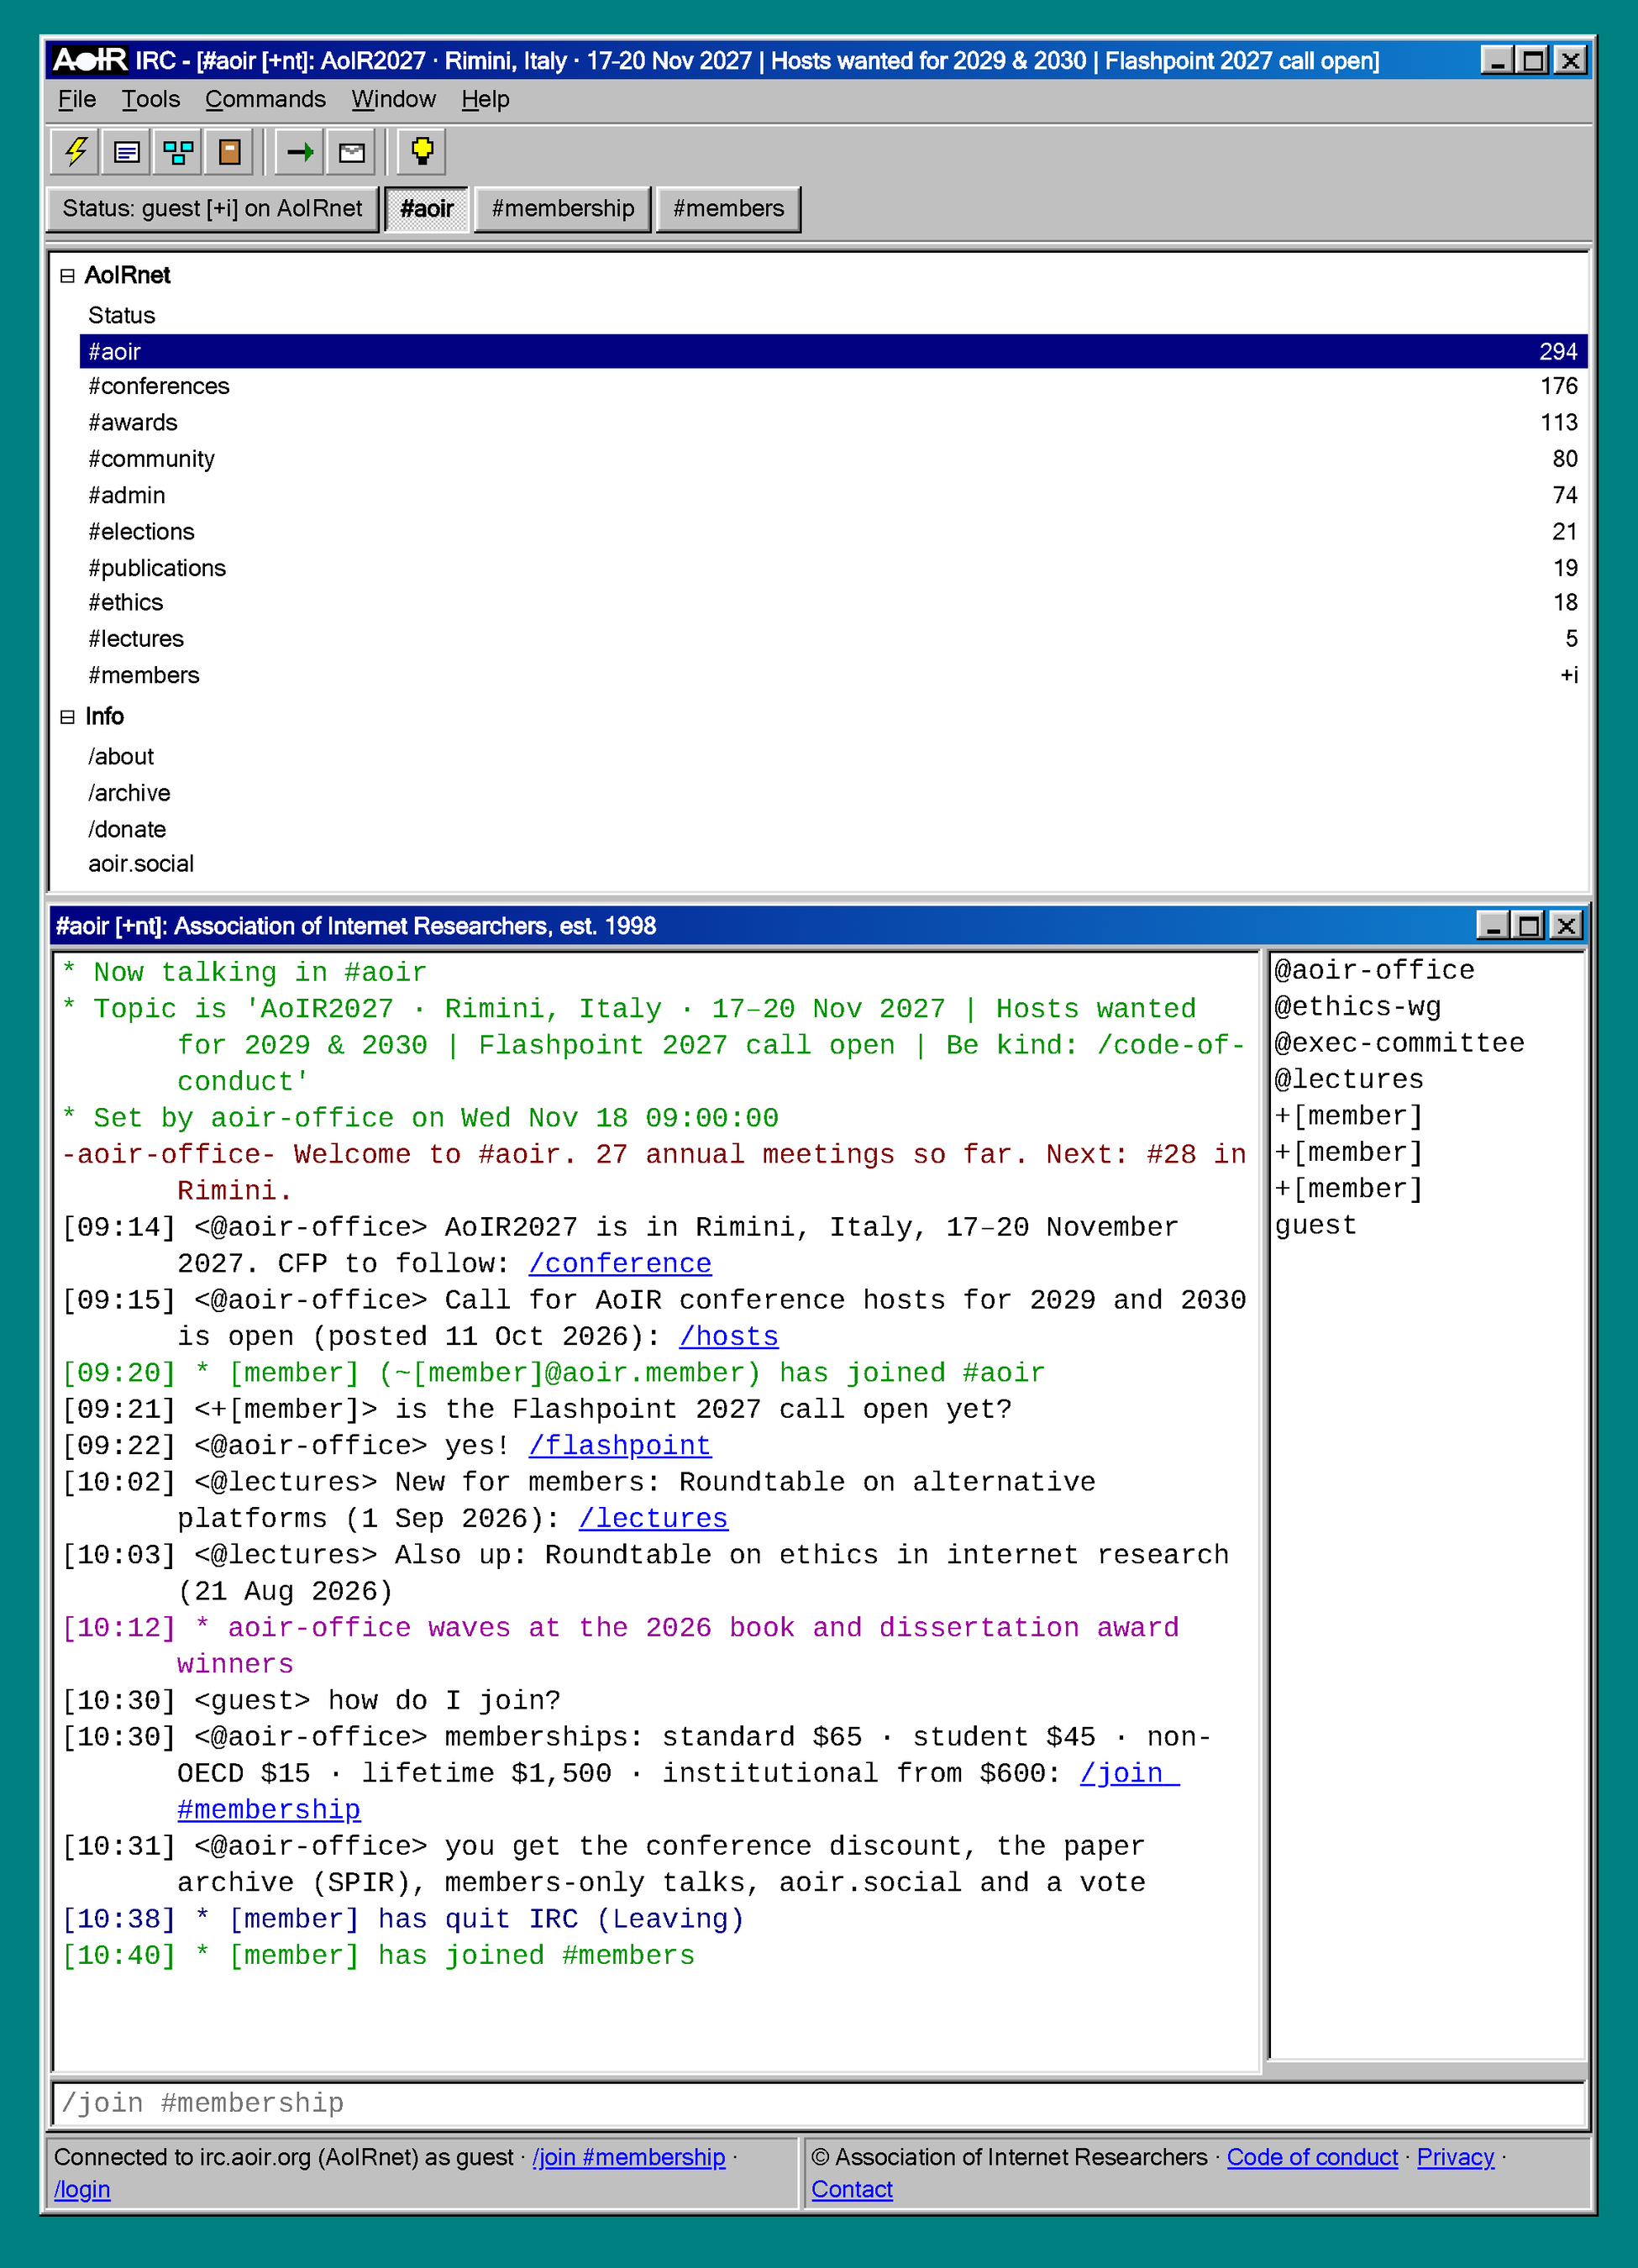 AoIR IRC - [#aoir [+nt]: AoIR2027 · Rimini, Italy · 17-20 Nov 2027 | Hosts wanted for 2029 & 2030 | Flashpoint 2027 call open]
File Tools Commands Window Help
Status: guest [+i] on AoIRnet #aoir #membership #members
⊟ AoIRnet
Status
#aoir 294
#conferences 176
#awards 113
#community 80
#admin 74
#elections 21
#publications 19
#ethics 18
#lectures 5
#members +i
⊟ Info
/about
/archive
/donate
aoir.social
#aoir [+nt]: Association of Internet Researchers, est. 1998
* Now talking in #aoir
* Topic is 'AoIR2027 · Rimini, Italy · 17–20 Nov 2027 | Hosts wanted
for 2029 & 2030 | Flashpoint 2027 call open | Be kind: /code-of-
conduct'
* Set by aoir-office on Wed Nov 18 09:00:00
-aoir-office- Welcome to #aoir. 27 annual meetings so far. Next: #28 in
Rimini.
[09:14] <@aoir-office> AoIR2027 is in Rimini, Italy, 17–20 November
2027. CFP to follow: /conference
[09:15] <@aoir-office> Call for AoIR conference hosts for 2029 and 2030
is open (posted 11 Oct 2026): /hosts
[09:20] * [member] (~[member]@aoir.member) has joined #aoir
[09:21] <+[member]> is the Flashpoint 2027 call open yet?
[09:22] <@aoir-office> yes! /flashpoint
[10:02] <@lectures> New for members: Roundtable on alternative
platforms (1 Sep 2026): /lectures
[10:03] <@lectures> Also up: Roundtable on ethics in internet research
(21 Aug 2026)
[10:12] * aoir-office waves at the 2026 book and dissertation award
winners
[10:30] <guest> how do I join?
[10:30] <@aoir-office> memberships: standard $65 · student $45 · non-
OECD $15 · lifetime $1,500 · institutional from $600: /join
#membership
[10:31] <@aoir-office> you get the conference discount, the paper
archive (SPIR), members-only talks, aoir.social and a vote
[10:38] * [member] has quit IRC (Leaving)
[10:40] * [member] has joined #members
@aoir-office
@ethics-wg
@exec-committee
@lectures
+[member]
+[member]
+[member]
guest
/join #membership
Connected to irc.aoir.org (AoIRnet) as guest · /join #membership ·
/login
© Association of Internet Researchers · Code of conduct · Privacy ·
Contact